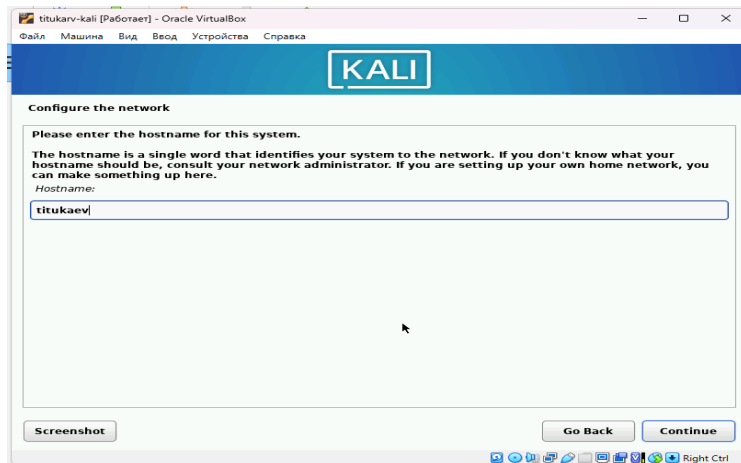 titukarv-kali [Работает] - Oracle VirtualBox
Файл Машина Вид Ввод Устройства Справка
KALI
Configure the network
Please enter the hostname for this system.
The hostname is a single word that identifies your system to the network. If you don't know what your
hostname should be, consult your network administrator. If you are setting up your own home network, you
can make something up here.
Hostname:
titukaev
Screenshot Go Back Continue
Right Ctrl